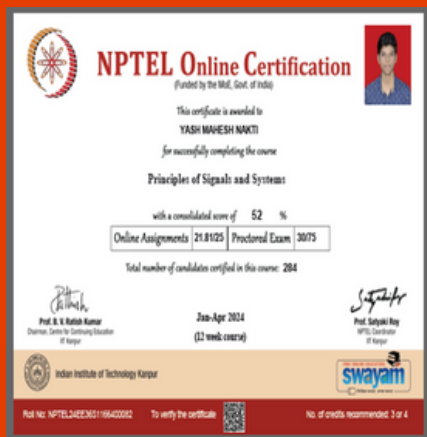 NPTEL Online Certification
(Funded by the MoE, Govt. of India)
This certificate is awarded to
YASH MAHESH NAKTI
for successfully completing the course
Principles of Signals and Systems
with a consolidated score of 52 %
Online Assignments 21.81/25 Proctored Exam 30/75
Total number of candidates certified in this course: 284
Prof. B. V. Ratish Kumar
Chairman, Centre for Continuing Education
IIT Kanpur
Jan-Apr 2024
(12 week course)
Prof. Satyaki Roy
NPTEL Coordinator
IIT Kanpur
Indian Institute of Technology Kanpur
swayam
Roll No: NPTEL24EE36S1166400082 To verify the certificate No. of credits recommended: 3 or 4